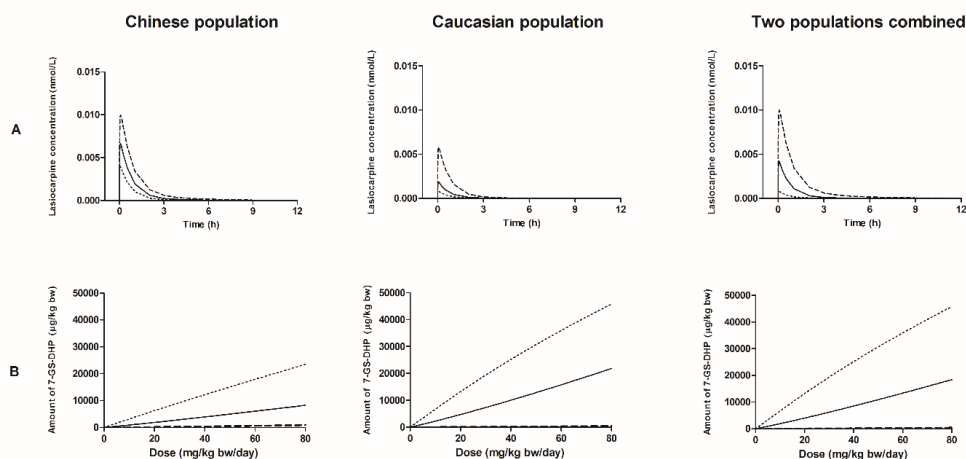 Chinese population
Caucasian population
Two populations combined
A
Lasiocarpine concentration (nmol/L)
0.015
0.010
0.005
0.000
0 3 6 9 12
Time (h)
Lasiocarpine concentration (nmol/L)
0.015
0.010
0.005
0.000
0 3 6 9 12
Time (h)
Lasiocarpine concentration (nmol/L)
0.015
0.010
0.005
0.000
0 3 6 9 12
Time (h)
B
Amount of 7-GS-DHP (µg/kg bw)
50000
40000
30000
20000
10000
0
0 20 40 60 80
Dose (mg/kg bw/day)
Amount of 7-GS-DHP (µg/kg bw)
50000
40000
30000
20000
10000
0
0 20 40 60 80
Dose (mg/kg bw/day)
Amount of 7-GS-DHP (µg/kg bw)
50000
40000
30000
20000
10000
0
0 20 40 60 80
Dose (mg/kg bw/day)